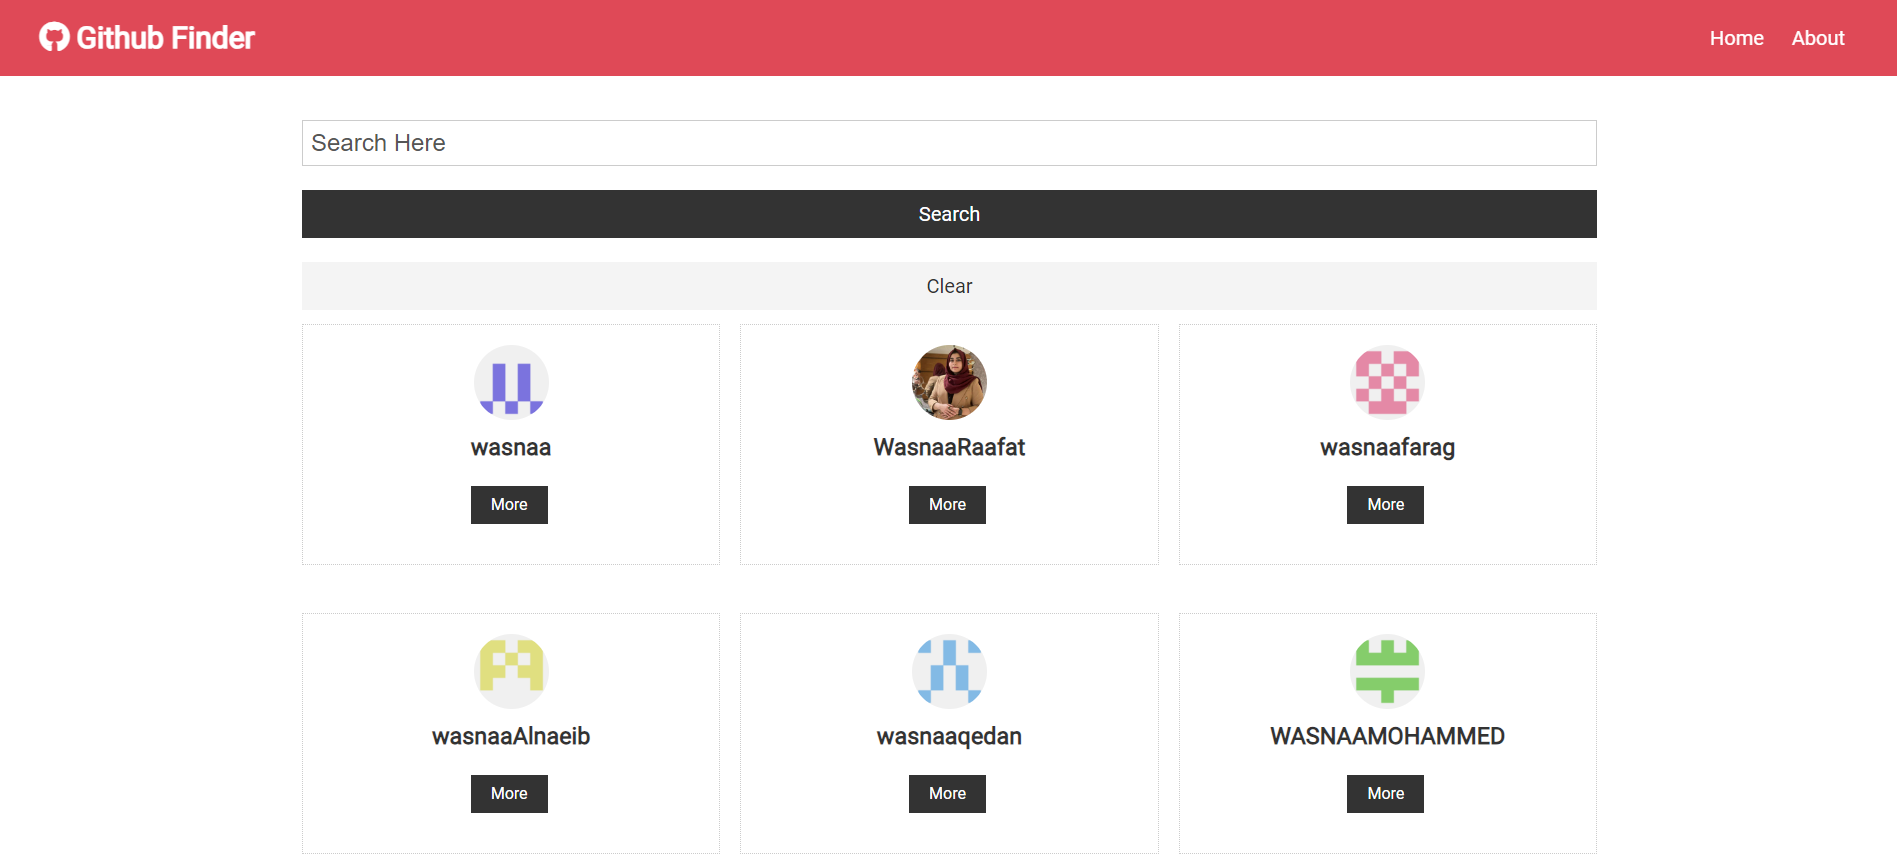 Github Finder
Home About
Search Here
Search
Clear
wasnaa
More
WasnaaRaafat
More
wasnaafarag
More
wasnaaAlnaeib
More
wasnaaqedan
More
WASNAAMOHAMMED
More